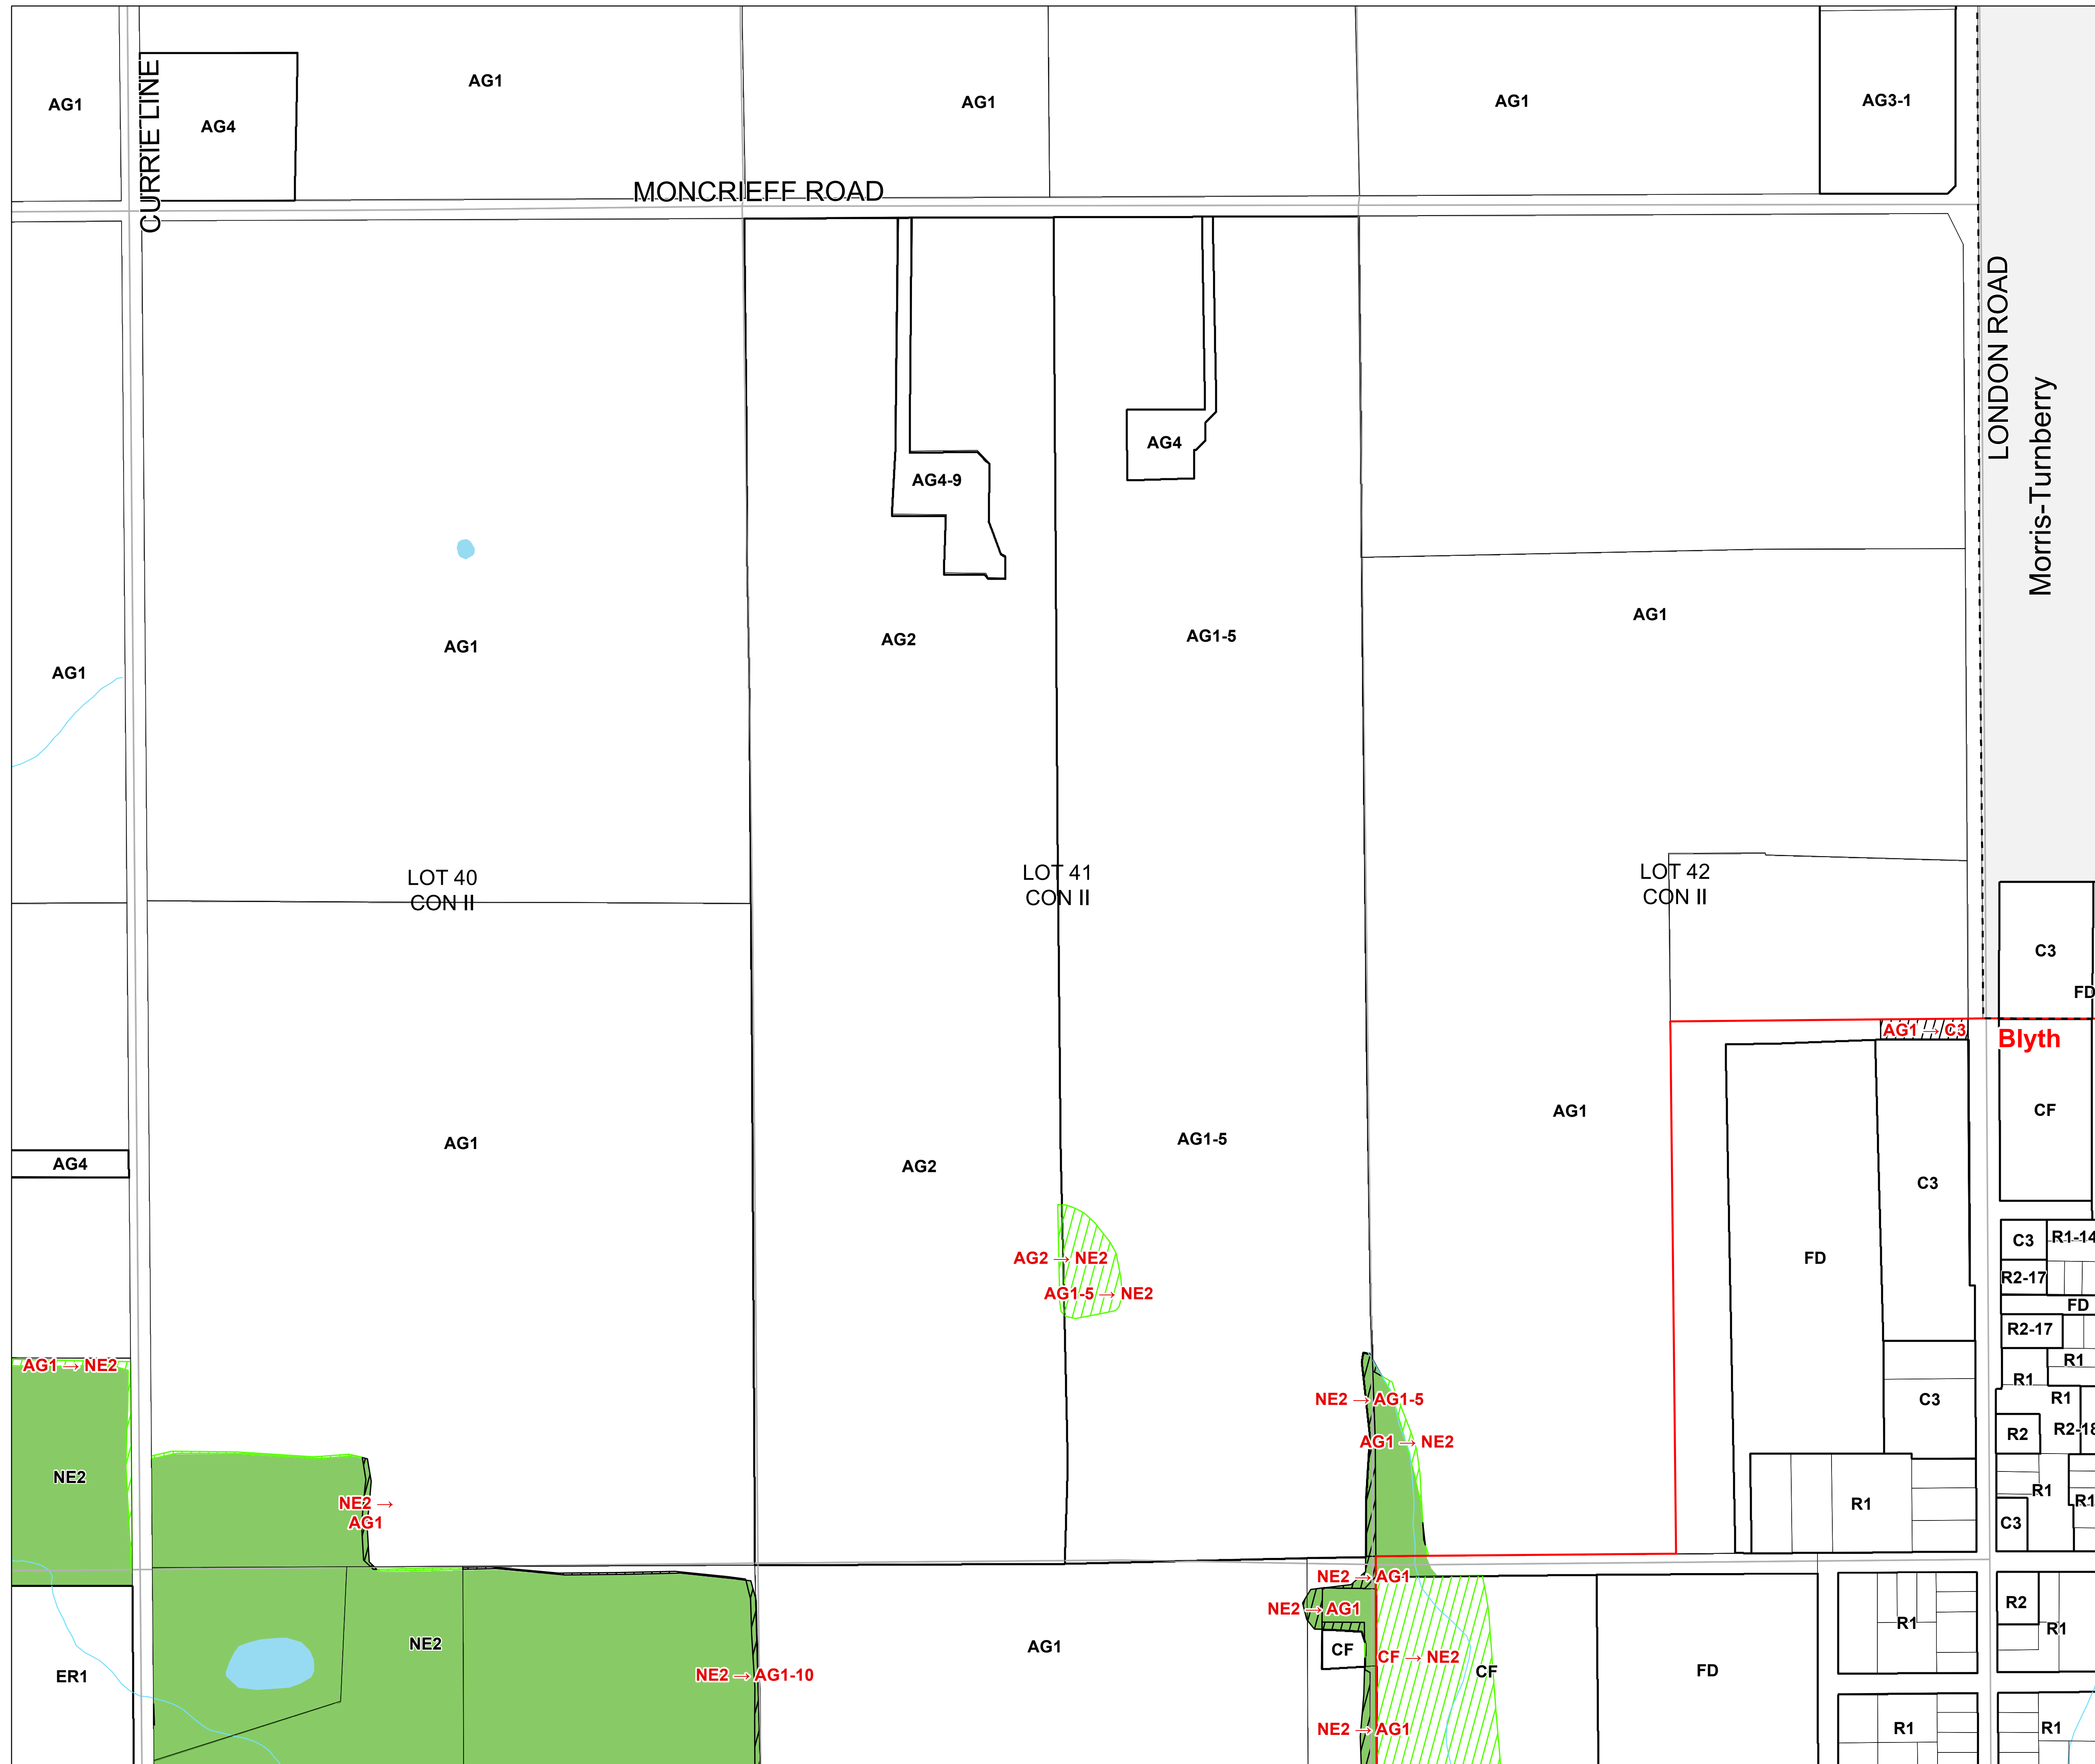 AG1
AG4
CURRIE LINE
AG1
AG1
AG1
AG3-1
MONCRIEFF ROAD
LONDON ROAD
Morris-Turnberry
AG4
AG4-9
AG1
AG2
AG1-5
AG1
AG1
LOT 40
CON II
LOT 41
CON II
LOT 42
CON II
C3
FD
AG1 → C3
Blyth
CF
AG1
AG1
AG2
AG1-5
AG4
C3
FD
C3
R1-14
R2-17
FD
R2-17
R1
R1
R1
C3
R2
R2-18
R1
R1
C3
R1
AG2 → NE2
AG1-5 → NE2
AG1 → NE2
NE2
NE2 → AG1-5
AG1 → NE2
NE2 →
AG1
NE2 → AG1
NE2 → AG1
CF
CF → NE2
CF
FD
R1
R2
R1
NE2
AG1
ER1
NE2 → AG1-10
NE2 → AG1
R1
R1